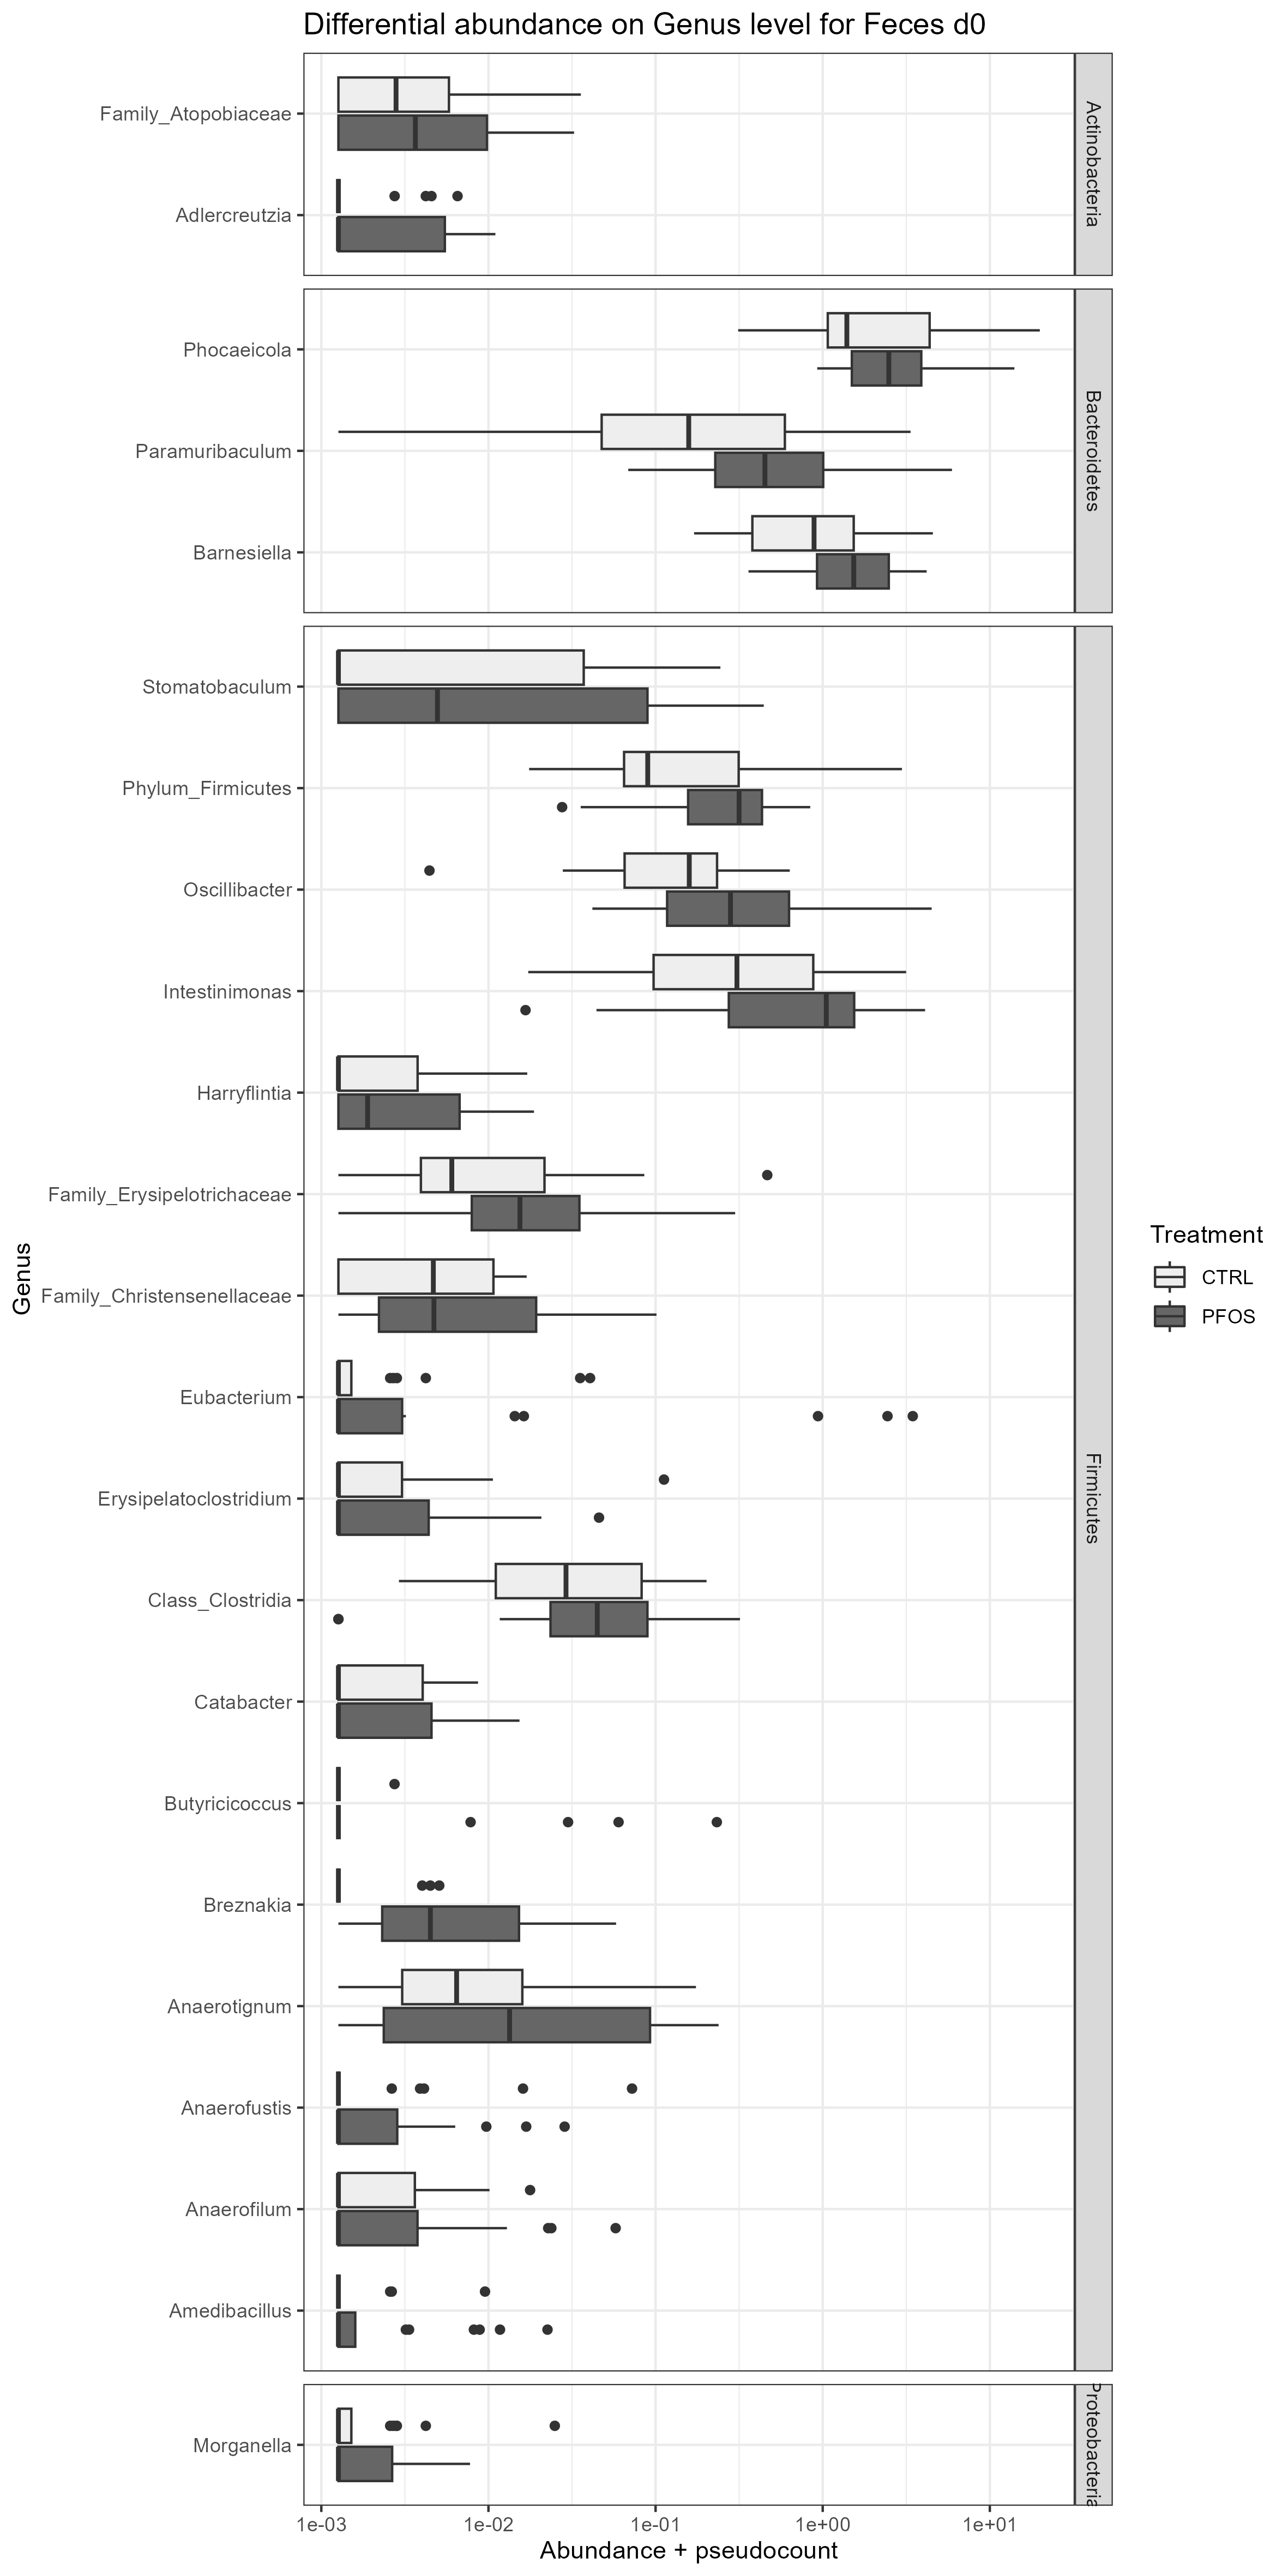 Differential abundance on Genus level for Feces d0
Family_Atopobiaceae
Adlercreutzia
Actinobacteria
Phocaeicola
Paramuribaculum
Barnesiella
Bacteroidetes
Stomatobaculum
Phylum_Firmicutes
Oscillibacter
Intestinimonas
Harryflintia
Family_Erysipelotrichaceae
Family_Christensenellaceae
Eubacterium
Erysipelatoclostridium
Class_Clostridia
Catabacter
Butyricicoccus
Breznakia
Anaerotignum
Anaerofustis
Anaerofilum
Amedibacillus
Firmicutes
Morganella
Proteobacteria
Genus
1e-03 1e-02 1e-01 1e+00 1e+01
Abundance + pseudocount
Treatment
CTRL
PFOS